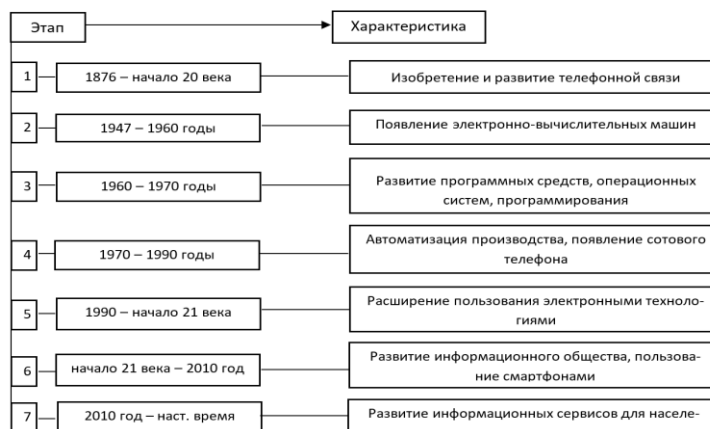 Этап
Характеристика
1
1876 – начало 20 века
Изобретение и развитие телефонной связи
2
1947 – 1960 годы
Появление электронно-вычислительных машин
3
1960 – 1970 годы
Развитие программных средств, операционных
систем, программирования
4
1970 – 1990 годы
Автоматизация производства, появление сотового
телефона
5
1990 – начало 21 века
Расширение пользования электронными техноло-
гиями
6
начало 21 века – 2010 год
Развитие информационного общества, пользова-
ние смартфонами
7
2010 год – наст. время
Развитие информационных сервисов для населе-